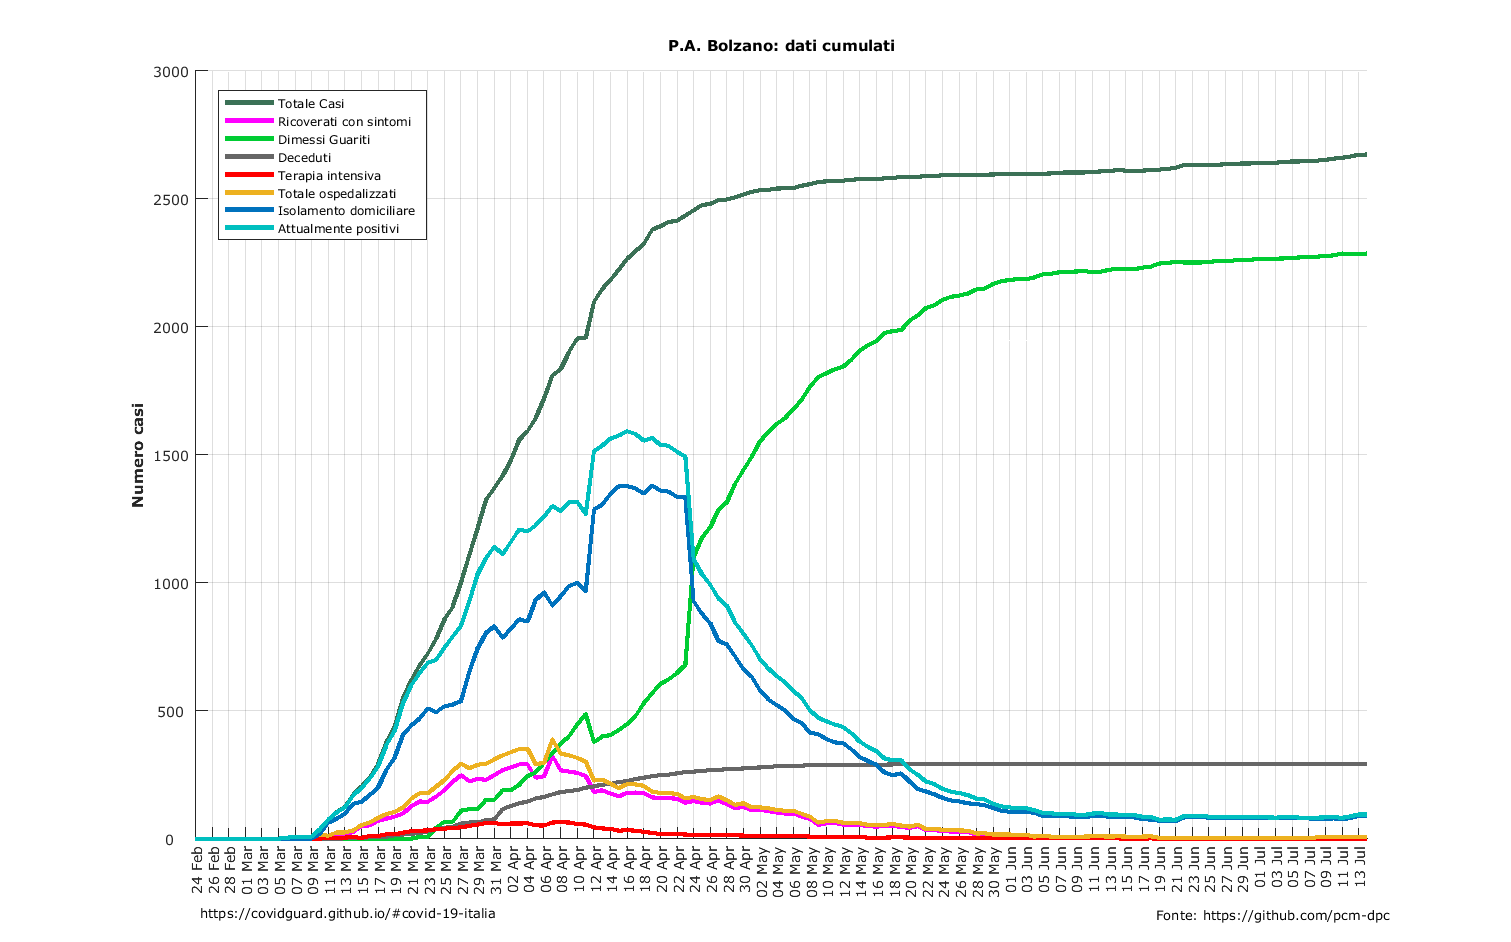 P.A. Bolzano: dati cumulati
3000
2500
2000
1500
1000
500
0
Numero casi
Totale Casi
Ricoverati con sintomi
Dimessi Guariti
Deceduti
Terapia intensiva
Totale ospedalizzati
Isolamento domiciliare
Attualmente positivi
24 Feb
26 Feb
28 Feb
01 Mar
03 Mar
05 Mar
07 Mar
09 Mar
11 Mar
13 Mar
15 Mar
17 Mar
19 Mar
21 Mar
23 Mar
25 Mar
27 Mar
29 Mar
31 Mar
02 Apr
04 Apr
06 Apr
08 Apr
10 Apr
12 Apr
14 Apr
16 Apr
18 Apr
20 Apr
22 Apr
24 Apr
26 Apr
28 Apr
30 Apr
02 May
04 May
06 May
08 May
10 May
12 May
14 May
16 May
18 May
20 May
22 May
24 May
26 May
28 May
30 May
01 Jun
03 Jun
05 Jun
07 Jun
09 Jun
11 Jun
13 Jun
15 Jun
17 Jun
19 Jun
21 Jun
23 Jun
25 Jun
27 Jun
29 Jun
01 Jul
03 Jul
05 Jul
07 Jul
09 Jul
11 Jul
13 Jul
https://covidguard.github.io/#covid-19-italia
Fonte: https://github.com/pcm-dpc